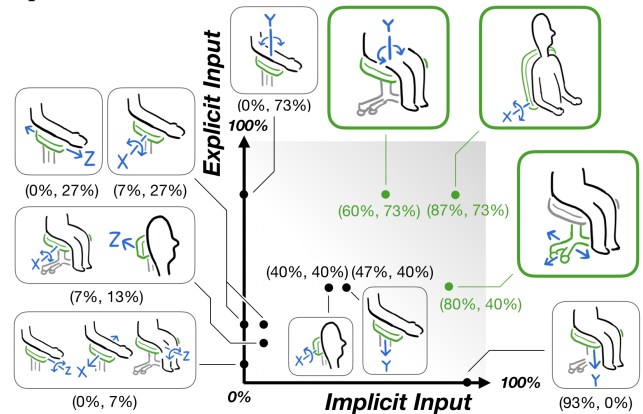 Explicit Input
Y
(0%, 73%)
100%
Y
X
Z
X
(0%, 27%)
(7%, 27%)
(60%, 73%)
(87%, 73%)
X
Z
(7%, 13%)
(40%, 40%)
(47%, 40%)
(80%, 40%)
Z
X
Z
(0%, 7%)
X
Y
Y
0%
Implicit Input
100%
(93%, 0%)